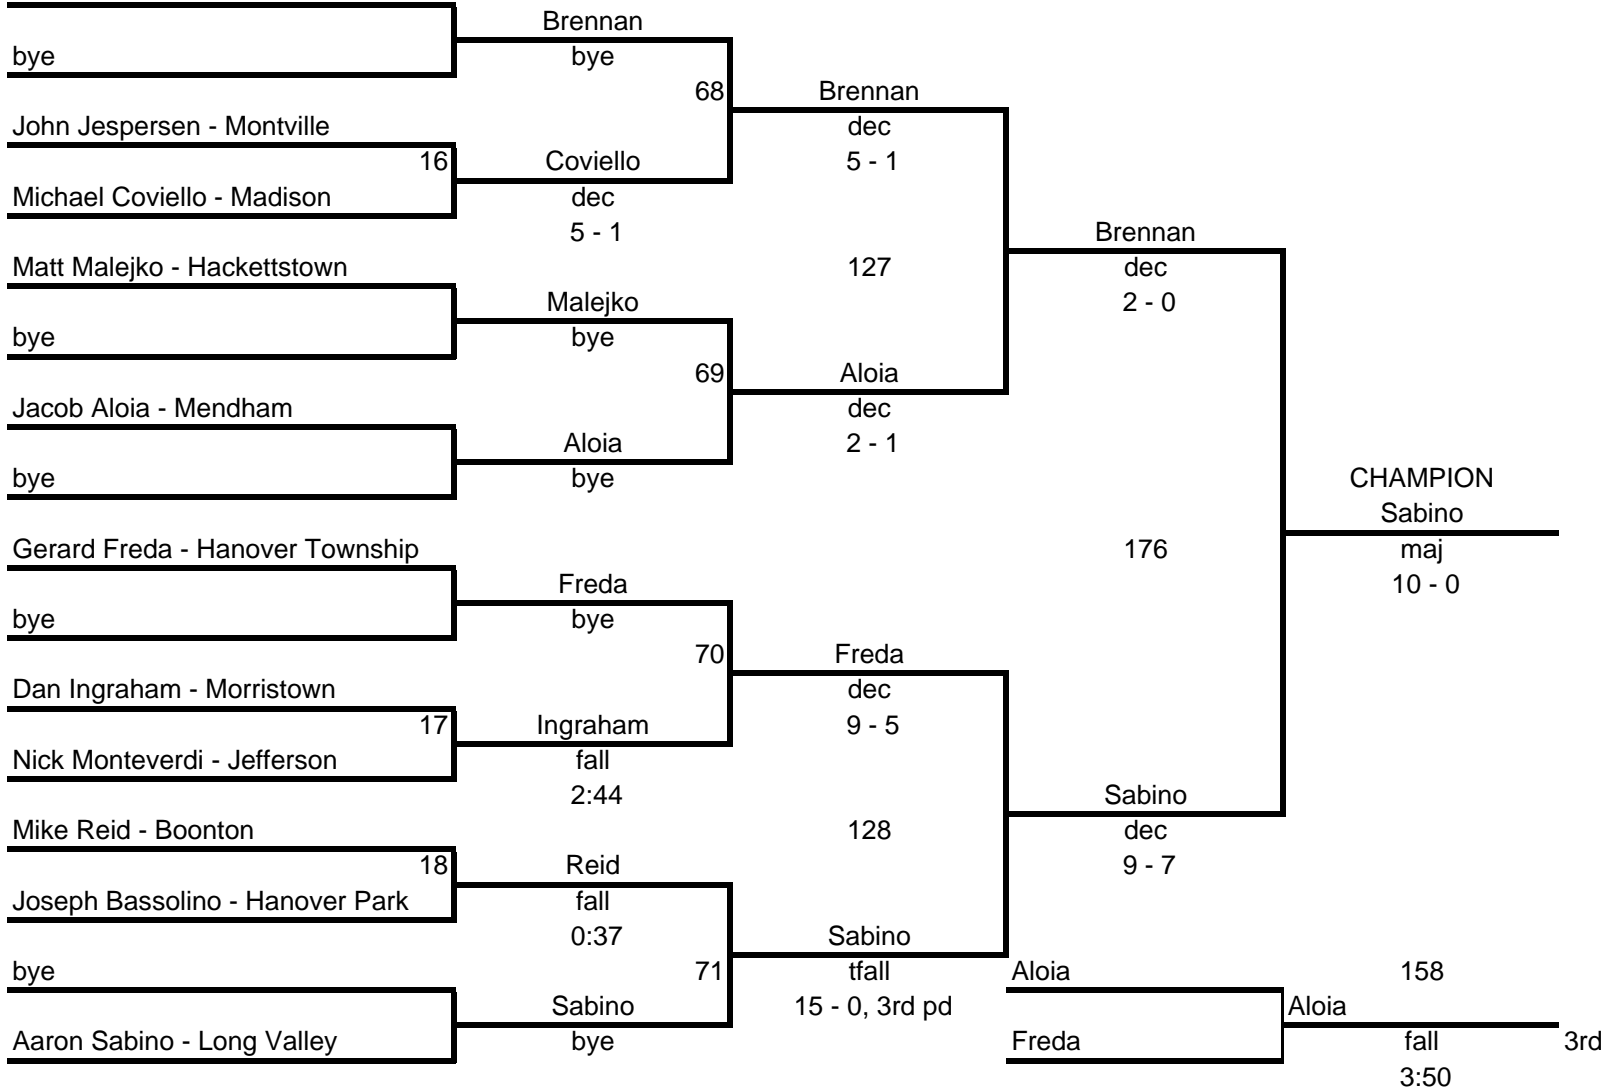 Brennan
bye
bye
68
Brennan
John Jespersen - Montville
dec
16
Coviello
5 - 1
Michael Coviello - Madison
dec
5 - 1
Brennan
Matt Malejko - Hackettstown
127
dec
Malejko
2 - 0
bye
bye
69
Aloia
Jacob Aloia - Mendham
dec
Aloia
2 - 1
bye
bye
CHAMPION
Sabino
Gerard Freda - Hanover Township
176
maj
Freda
10 - 0
bye
bye
70
Freda
Dan Ingraham - Morristown
dec
17
Ingraham
9 - 5
Nick Monteverdi - Jefferson
fall
2:44
Sabino
Mike Reid - Boonton
128
dec
18
Reid
9 - 7
Joseph Bassolino - Hanover Park
fall
0:37
Sabino
bye
71
tfall
Aloia
158
Sabino
15 - 0, 3rd pd
Aloia
Aaron Sabino - Long Valley
bye
Freda
fall
3rd
3:50